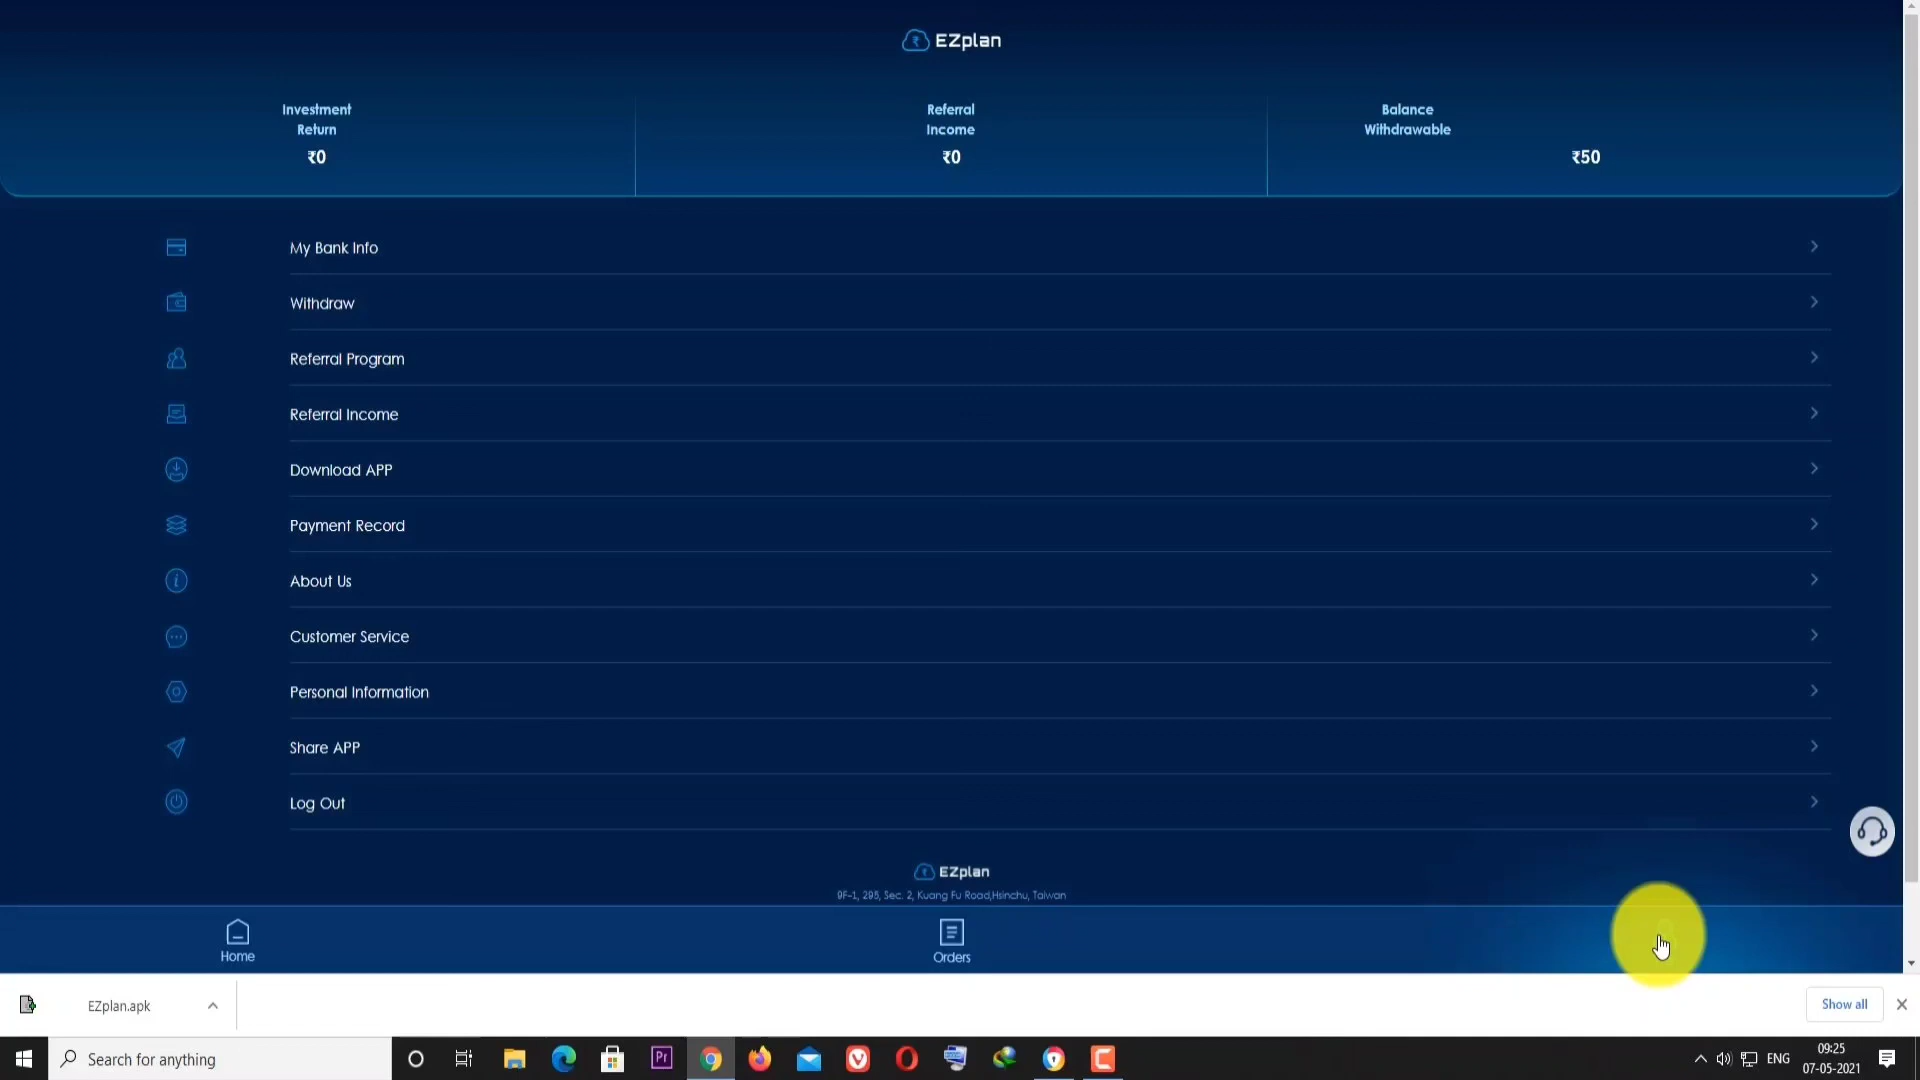 EZplan
Investment
Return
₹0
Referral
Income
₹0
Balance
Withdrawable
₹50
My Bank Info
Withdraw
Referral Program
Referral Income
Download APP
Payment Record
About Us
Customer Service
Personal Information
Share APP
Log Out
EZplan
9F-1, 295, Sec. 2, Kuang Fu Road,Hsinchu, Taiwan
Home
Orders
EZplan.apk
Show all
Search for anything
Pr
ENG
09:25
07-05-2021